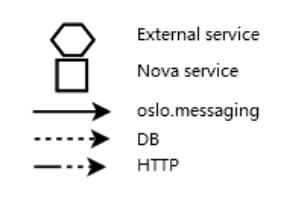 External service
Nova service
oslo.messaging
DB
HTTP